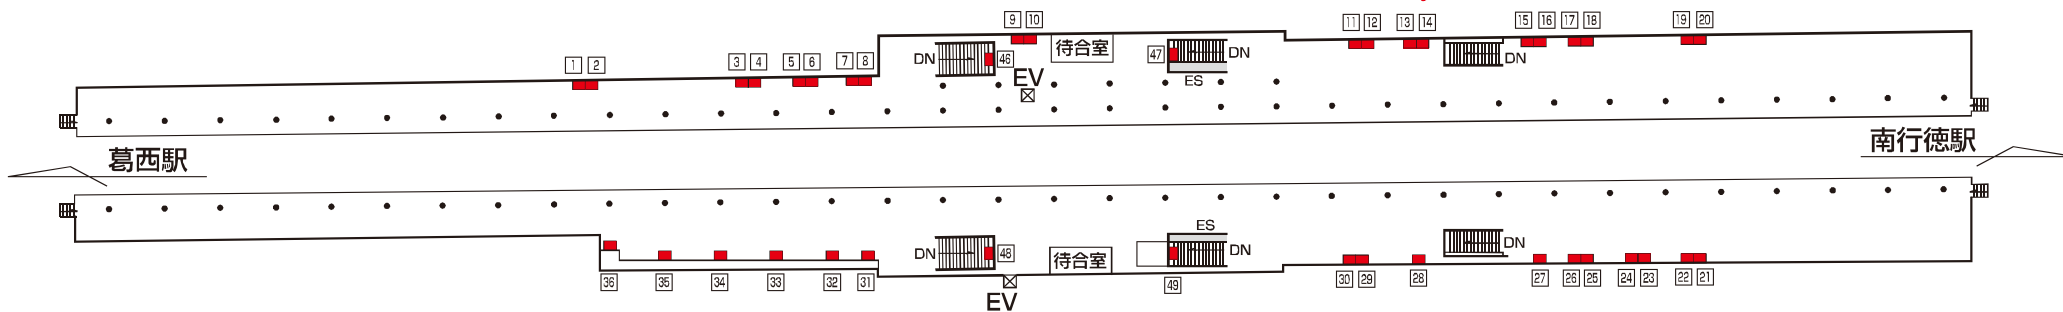 1 2 3 4 5 6 7 8 9 10 11 12 13 14 15 16 17 18 19 20
DN 46 待合室 47 DN DN
EV ES
葛西駅 南行徳駅
ES
DN 48 待合室 DN DN
36 35 34 33 32 31 EV 49 30 29 28 27 26 25 24 23 22 21